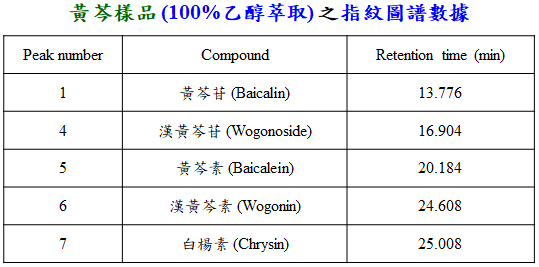 黃芩樣品(100%乙醇萃取)之指紋圖譜數據
Peak number Compound Retention time (min)
1 黃芩苷(Baicalin) 13.776
4 漢黃芩苷(Wogonoside) 16.904
5 黃芩素(Baicalein) 20.184
6 漢黃芩素(Wogonin) 24.608
7 白楊素(Chrysin) 25.008